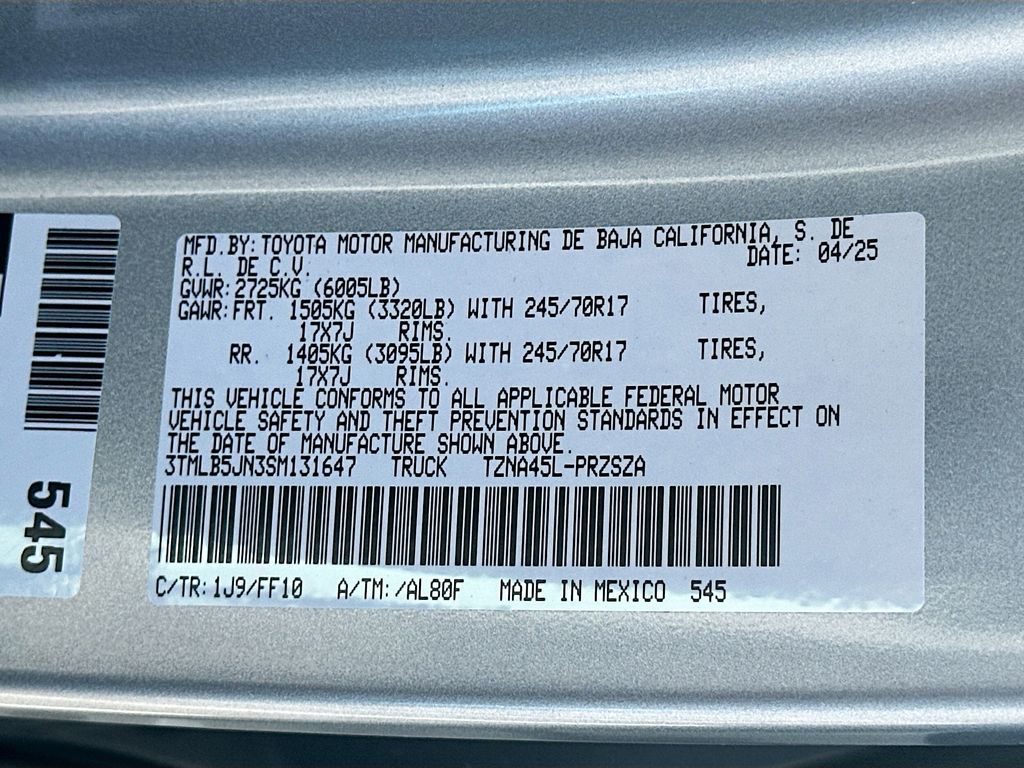 MFD.BY: TOYOTA MOTOR MANUFACTURING DE BAJA CALIFORNIA, S. DE
R.L. DE C.V. DATE: 04/25
GVWR: 2725KG (6005LB)
GAWR: FRT. 1505KG (3320LB) WITH 245/70R17 TIRES,
17X7J RIMS.
RR. 1405KG (3095LB) WITH 245/70R17 TIRES,
17X7J RIMS.
THIS VEHICLE CONFORMS TO ALL APPLICABLE FEDERAL MOTOR
VEHICLE SAFETY AND THEFT PREVENTION STANDARDS IN EFFECT ON
THE DATE OF MANUFACTURE SHOWN ABOVE.
3TMLB5JN3SM131647 TRUCK TZNA45L-PRZSZA
C/TR: 1J9/FF10 A/TM: /AL80F MADE IN MEXICO 545
545